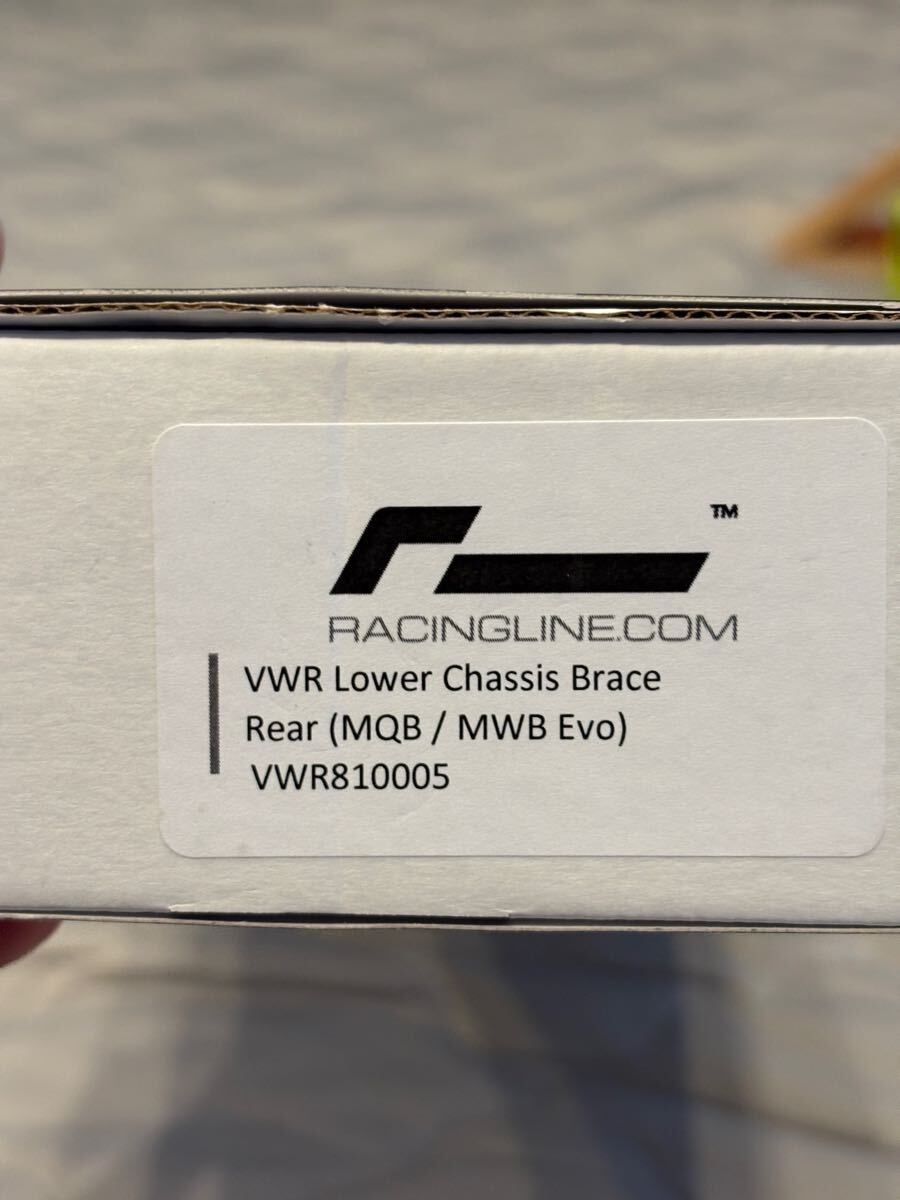 TM
RACINGLINE.COM
VWR Lower Chassis Brace
Rear (MQB / MWB Evo)
VWR810005